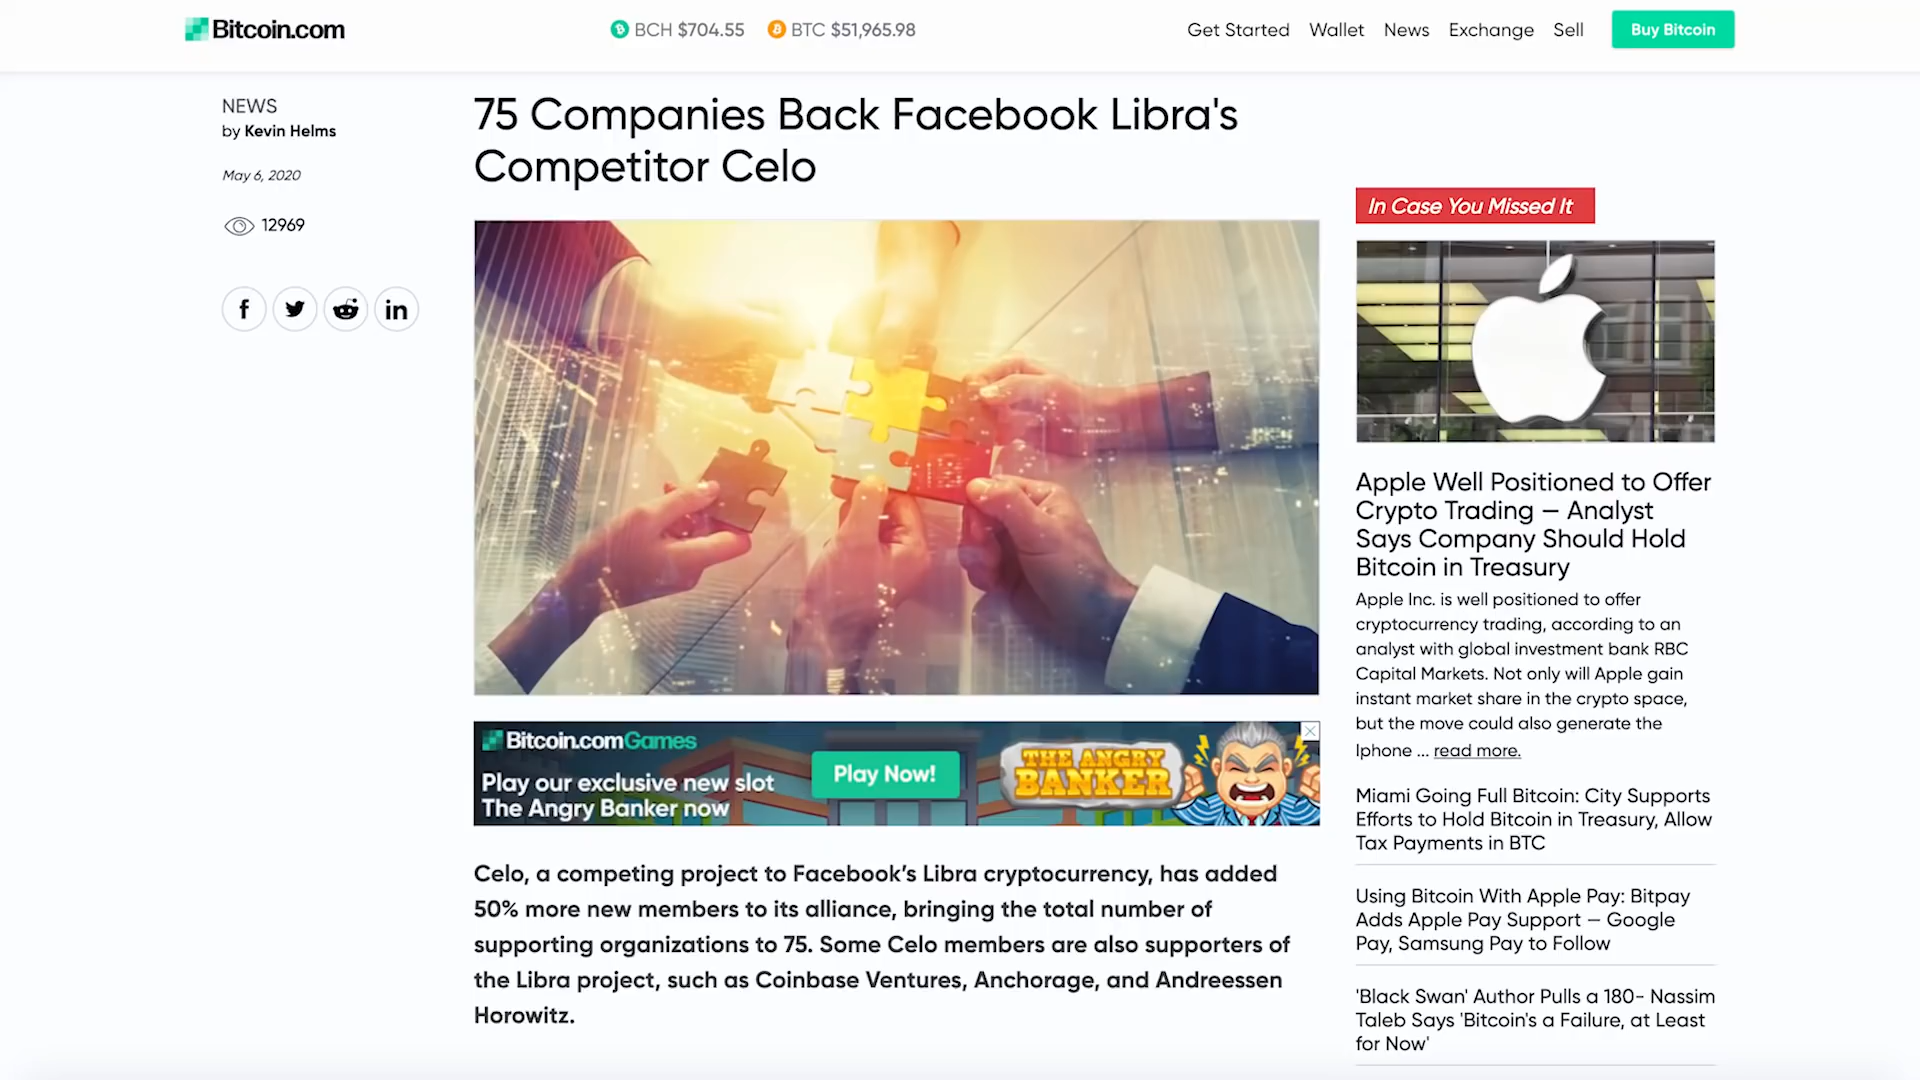 Bitcoin.com
BCH $704.55
BTC $51,965.98
Get Started
Wallet
News
Exchange
Sell
Buy Bitcoin
NEWS
by Kevin Helms
May 6, 2020
12969
75 Companies Back Facebook Libra's
Competitor Celo
Bitcoin.comGames
Play our exclusive new slot
The Angry Banker now
Play Now!
THE ANGRY
BANKER
Celo, a competing project to Facebook’s Libra cryptocurrency, has added
50% more new members to its alliance, bringing the total number of
supporting organizations to 75. Some Celo members are also supporters of
the Libra project, such as Coinbase Ventures, Anchorage, and Andreessen
Horowitz.
In Case You Missed It
Apple Well Positioned to Offer
Crypto Trading — Analyst
Says Company Should Hold
Bitcoin in Treasury
Apple Inc. is well positioned to offer
cryptocurrency trading, according to an
analyst with global investment bank RBC
Capital Markets. Not only will Apple gain
instant market share in the crypto space,
but the move could also generate the
Iphone ... read more.
Miami Going Full Bitcoin: City Supports
Efforts to Hold Bitcoin in Treasury, Allow
Tax Payments in BTC
Using Bitcoin With Apple Pay: Bitpay
Adds Apple Pay Support — Google
Pay, Samsung Pay to Follow
'Black Swan' Author Pulls a 180- Nassim
Taleb Says 'Bitcoin's a Failure, at Least
for Now'